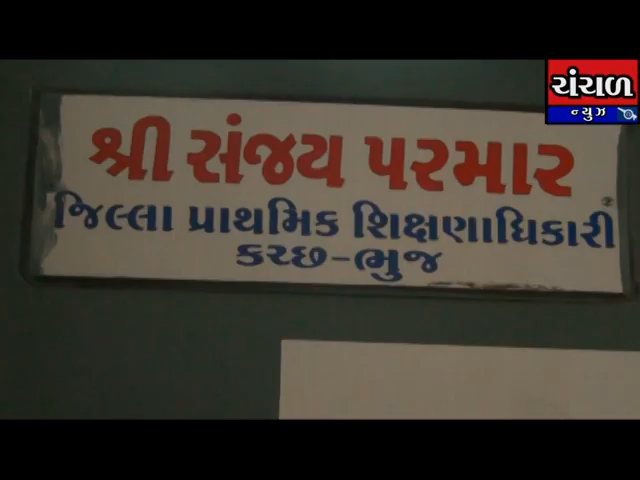 ચંચળ
ન્યુઝ
શ્રી સંજય પરમાર
જિલ્લા પ્રાથમિક શિક્ષણાધિકારી
કચ્છ-ભુજ